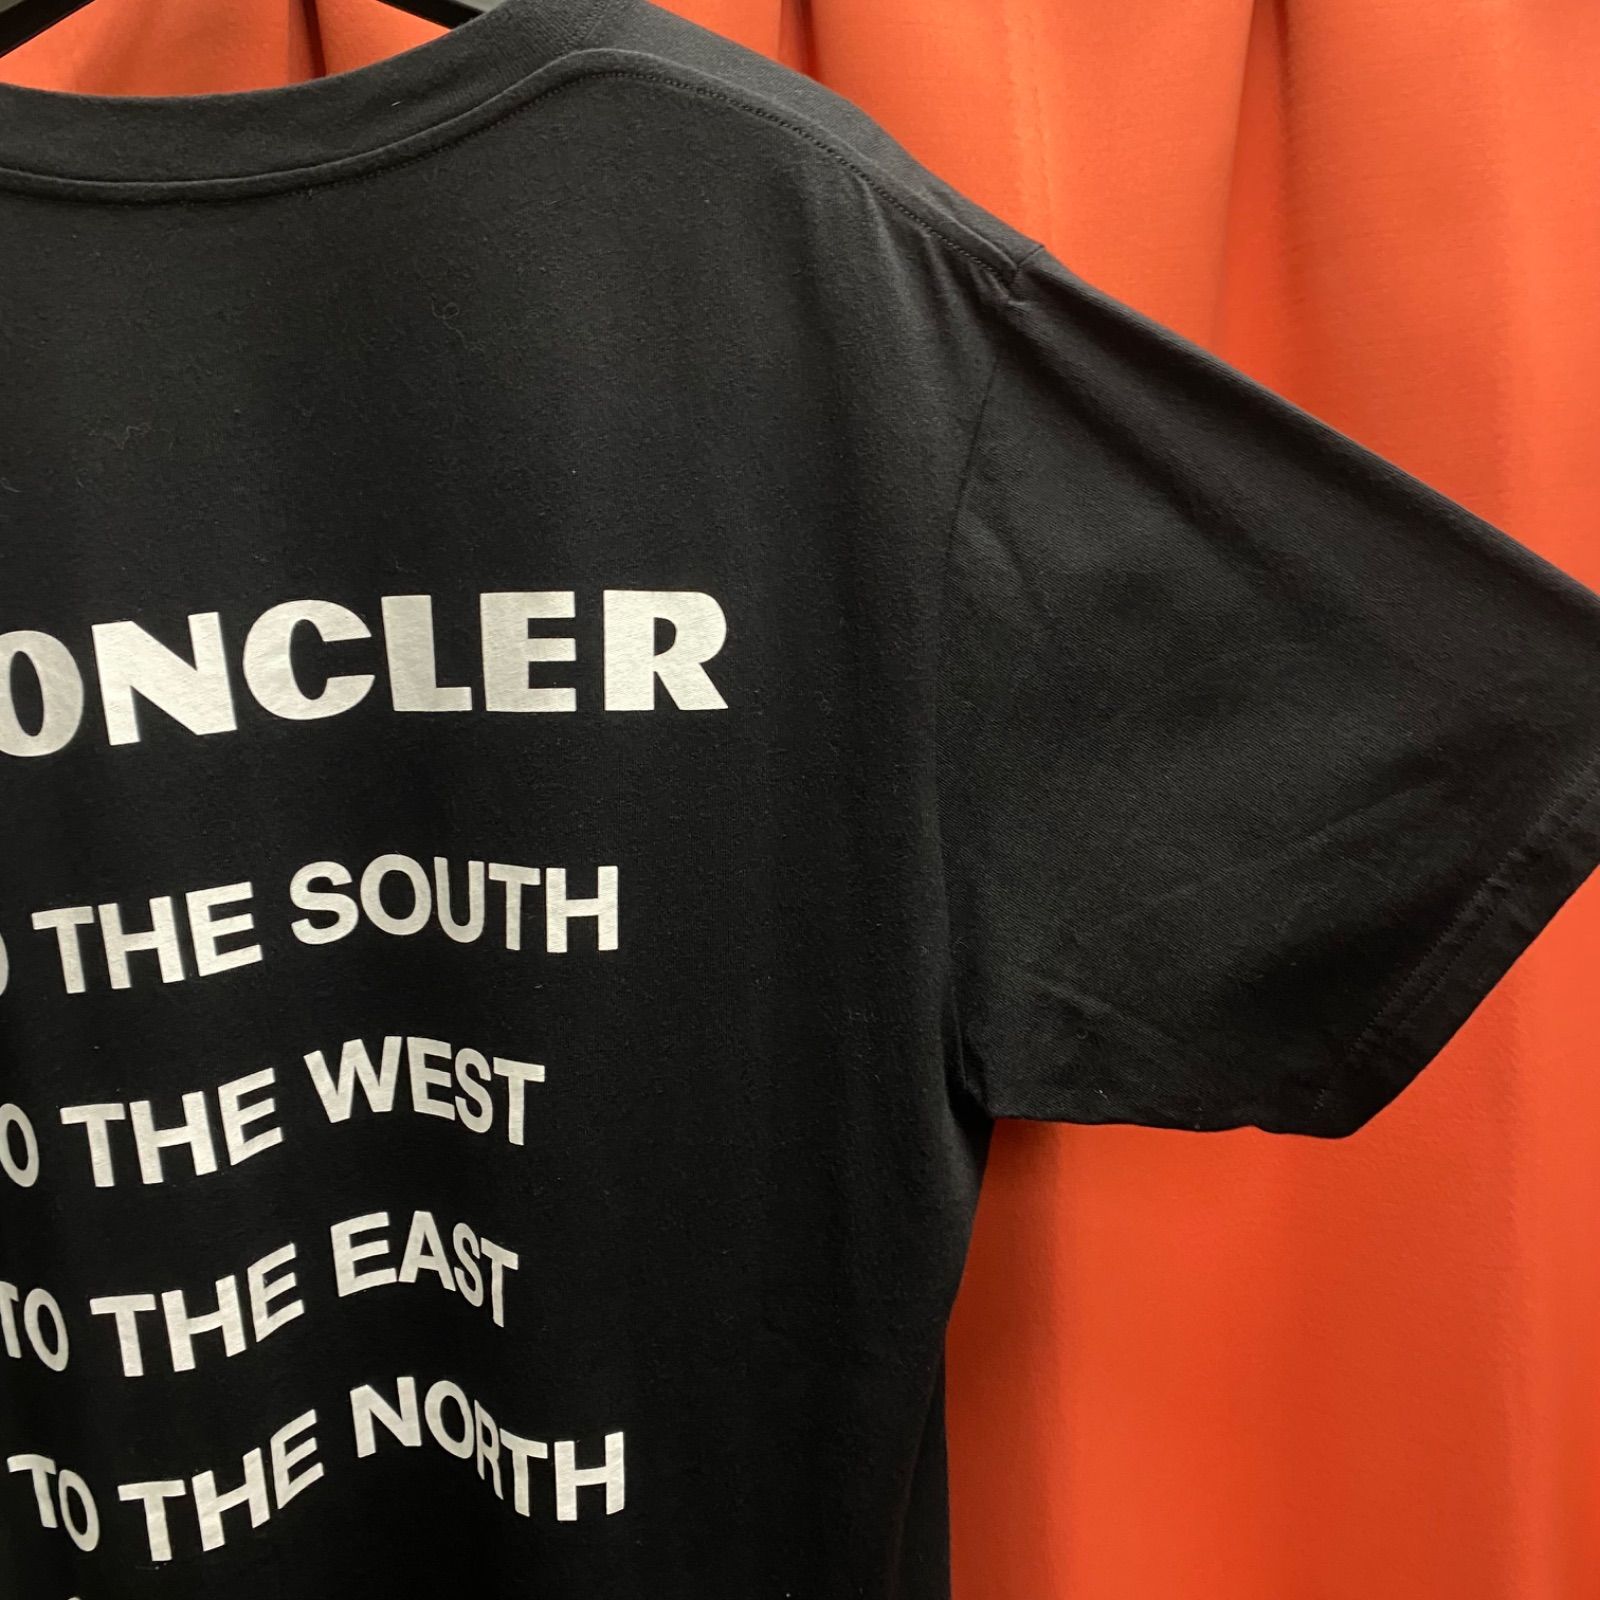 ONCLER
O THE SOUTH
O THE WEST
TO THE EAST
TO THE NORTH